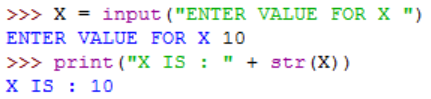 >>> X = input("ENTER VALUE FOR X ")
ENTER VALUE FOR X 10
>>> print("X IS : " + str(X))
X IS : 10